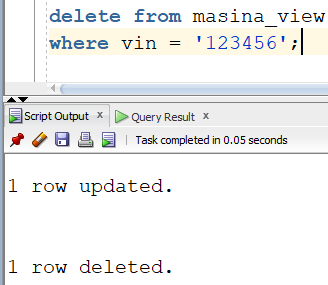 delete from masina_view
where vin = '123456';
Script Output x Query Result x
Task completed in 0.05 seconds
1 row updated.
1 row deleted.